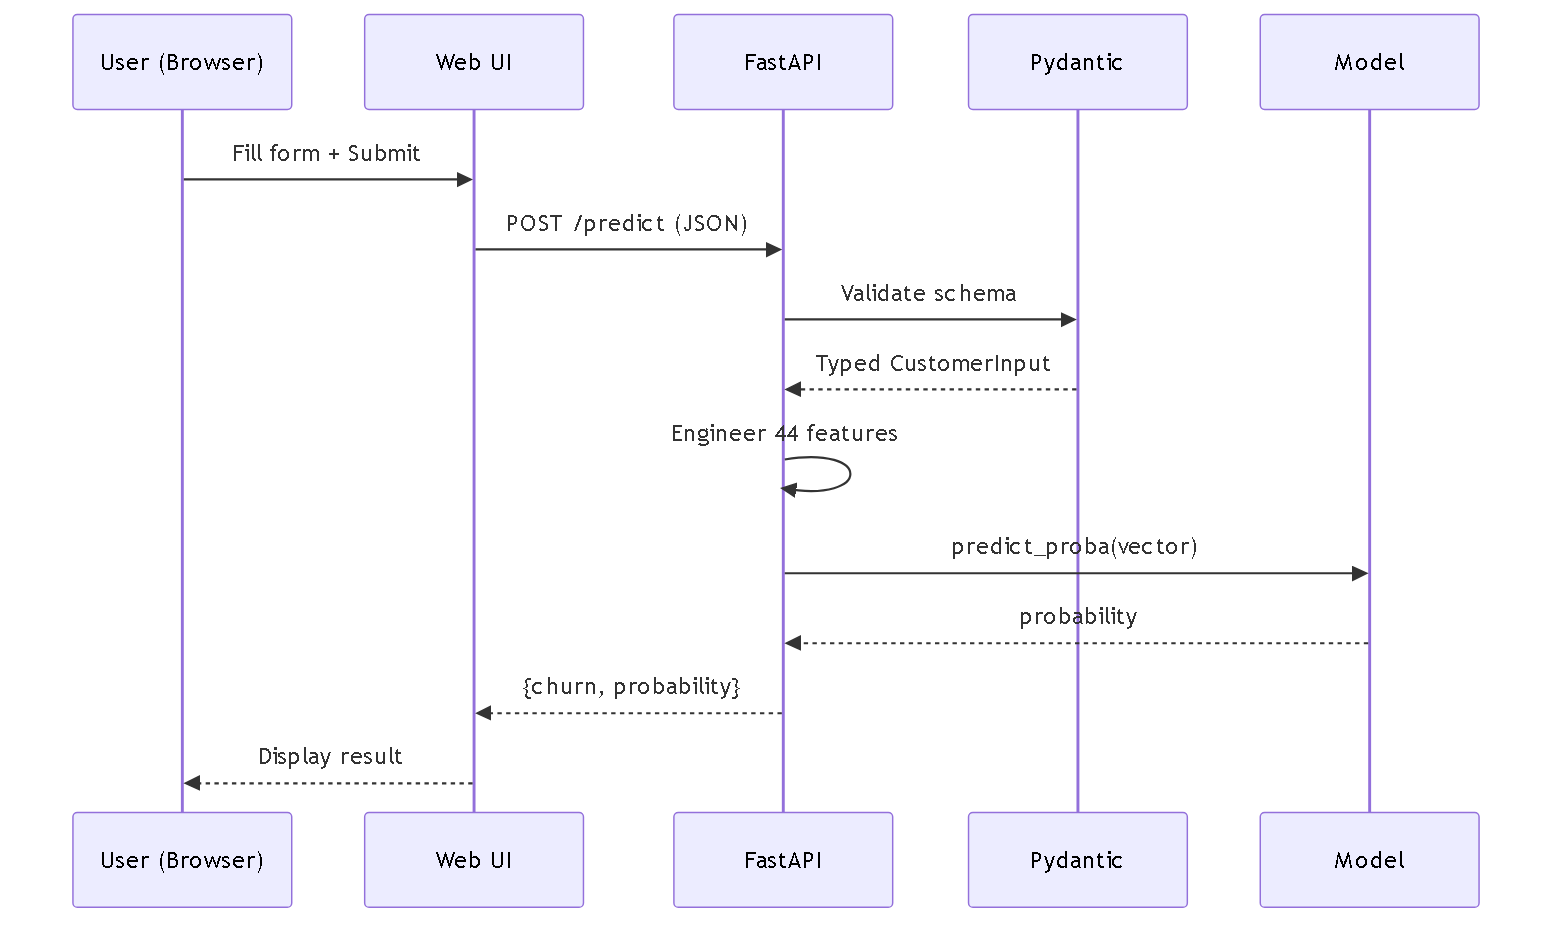 User (Browser)
Web UI
FastAPI
Pydantic
Model
Fill form + Submit
POST /predict (JSON)
Validate schema
Typed CustomerInput
Engineer 44 features
predict_proba(vector)
probability
{churn, probability}
Display result
User (Browser)
Web UI
FastAPI
Pydantic
Model